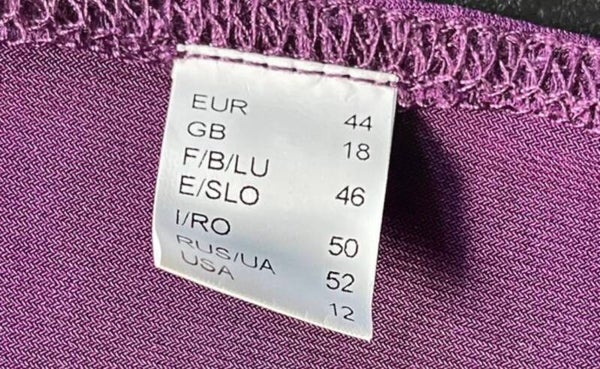 EUR 44
GB 18
F/B/LU
E/SLO 46
I/RO 50
RUS/UA 52
USA 12